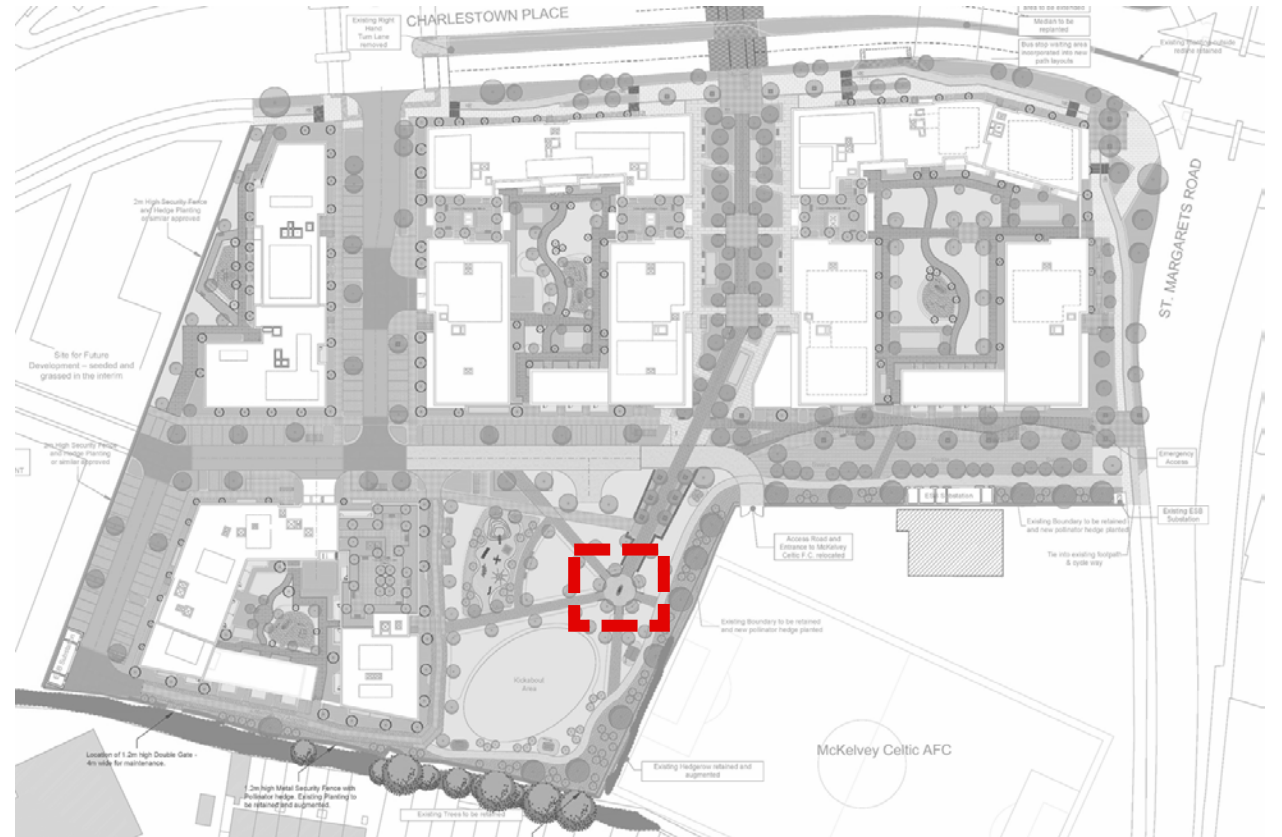 CHARLESTOWN PLACE
Existing Right
Hand
Turn Lane
removed
area to be extended
Median to be
replanted
Bus stop waiting area
incorporated into new
path layouts
ST. MARGARETS ROAD
2m High Security Fence
and Hedge Planting
or similar approved
Site for Future
Development – seeded and
grassed in the interim
2m High Security Fence
and Hedge Planting
or similar approved
Emergency
Access
ESB Substation
Existing ESB
Substation
Existing Boundary to be retained
and new pollinator hedge planted
Tie into existing footpath
& cycle way
Access Road and
Entrance to McKelvey
Celtic F.C. relocated
Existing Boundary to be retained
and new pollinator hedge planted
Kickabout
Area
McKelvey Celtic AFC
Location of 1.2m high Double Gate -
4m wide for maintenance.
1.2m high Metal Security Fence with
Pollinator hedge. Existing Planting to
be retained and augmented.
Existing Hedgerow retained and
augmented
Existing Trees to be retained